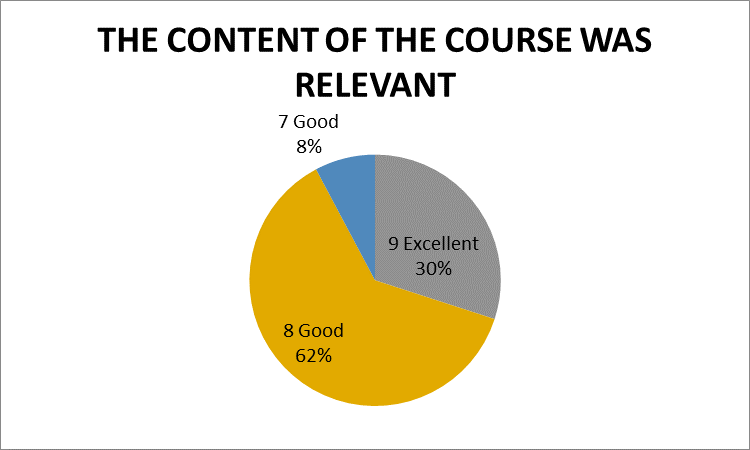 THE CONTENT OF THE COURSE WAS
RELEVANT
7 Good
8%
9 Excellent
30%
8 Good
62%